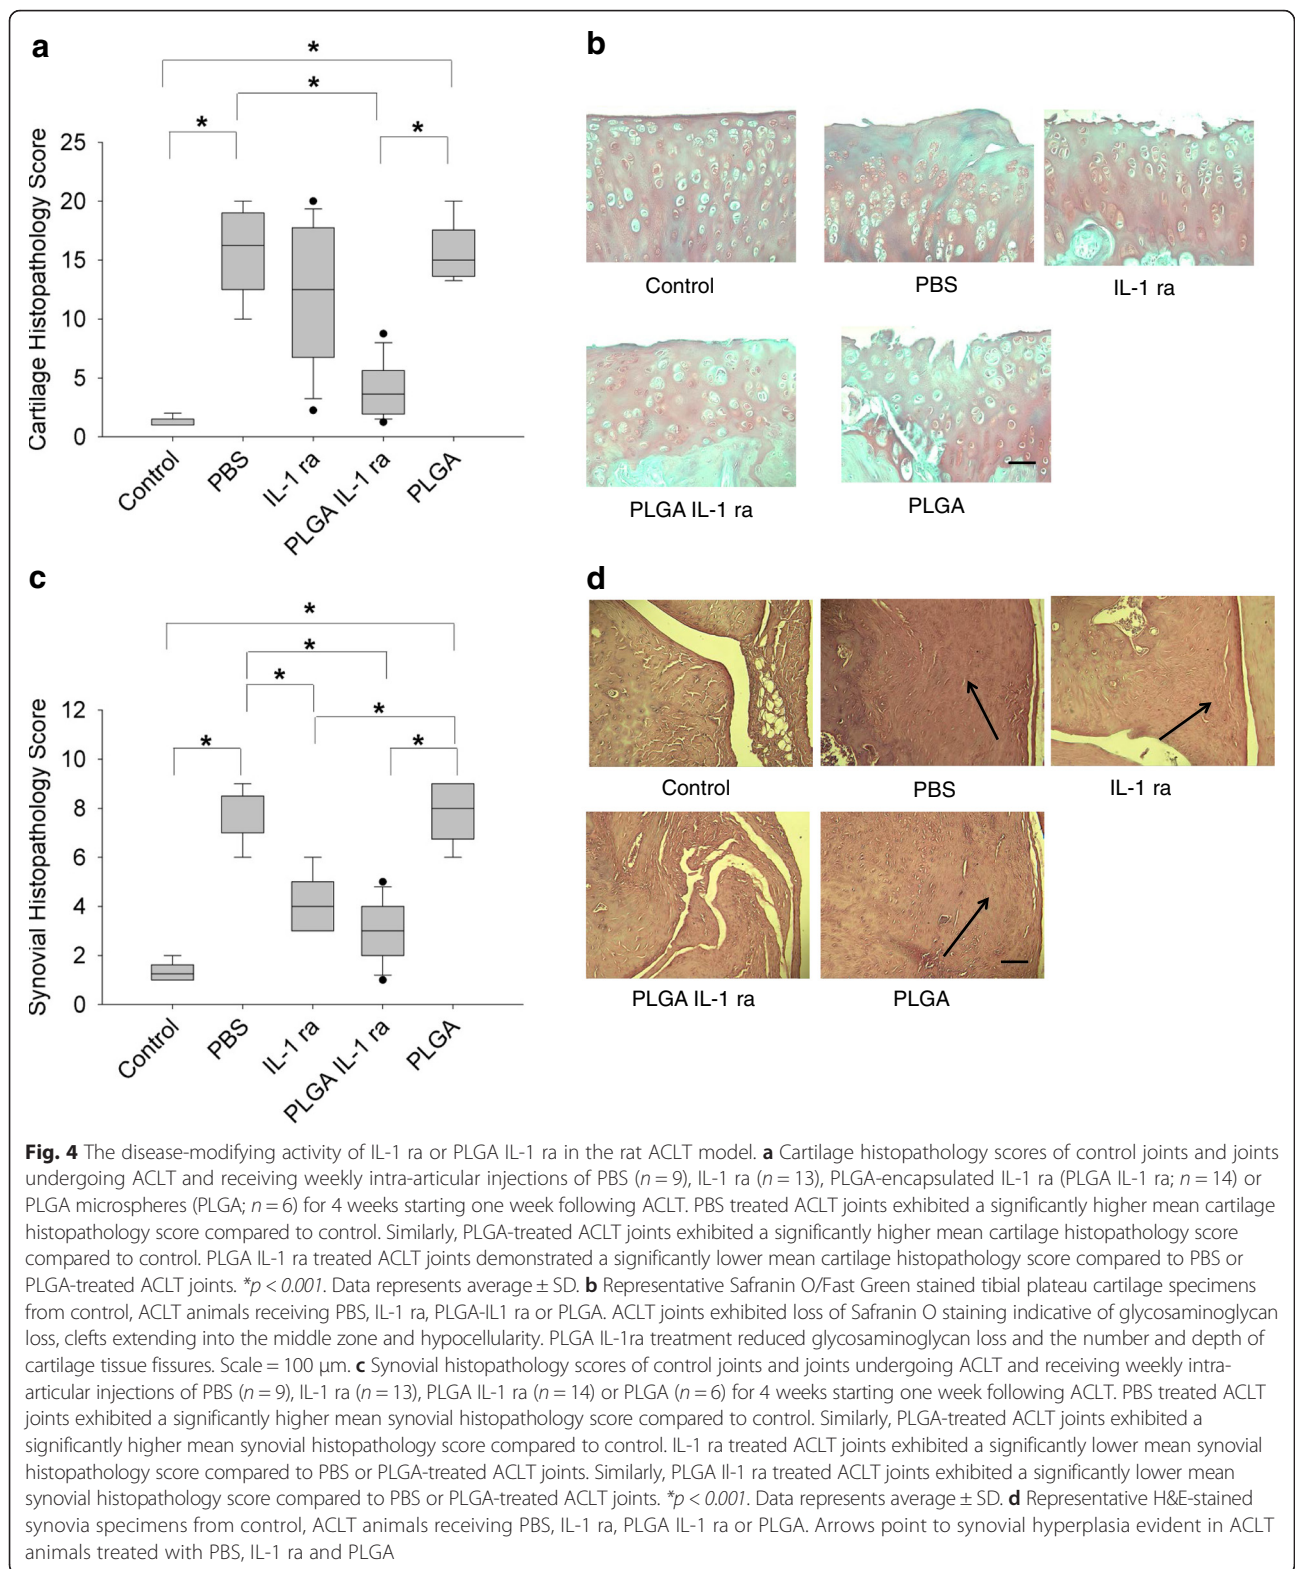 a
*
*
*
*
Cartilage Histopathology Score
25
20
15
10
5
0
Control
PBS
IL-1 ra
PLGA IL-1 ra
PLGA
b
Control
PBS
IL-1 ra
PLGA IL-1 ra
PLGA
c
*
*
*
*
*
*
Synovial Histopathology Score
12
10
8
6
4
2
0
Control
PBS
IL-1 ra
PLGA IL-1 ra
PLGA
d
Control
PBS
IL-1 ra
PLGA IL-1 ra
PLGA
Fig. 4 The disease-modifying activity of IL-1 ra or PLGA IL-1 ra in the rat ACLT model. a Cartilage histopathology scores of control joints and joints
undergoing ACLT and receiving weekly intra-articular injections of PBS (n = 9), IL-1 ra (n = 13), PLGA-encapsulated IL-1 ra (PLGA IL-1 ra; n = 14) or
PLGA microspheres (PLGA; n = 6) for 4 weeks starting one week following ACLT. PBS treated ACLT joints exhibited a significantly higher mean cartilage
histopathology score compared to control. Similarly, PLGA-treated ACLT joints exhibited a significantly higher mean cartilage histopathology score
compared to control. PLGA IL-1 ra treated ACLT joints demonstrated a significantly lower mean cartilage histopathology score compared to PBS or
PLGA-treated ACLT joints. *p < 0.001. Data represents average ± SD. b Representative Safranin O/Fast Green stained tibial plateau cartilage specimens
from control, ACLT animals receiving PBS, IL-1 ra, PLGA-IL1 ra or PLGA. ACLT joints exhibited loss of Safranin O staining indicative of glycosaminoglycan
loss, clefts extending into the middle zone and hypocellularity. PLGA IL-1ra treatment reduced glycosaminoglycan loss and the number and depth of
cartilage tissue fissures. Scale = 100 μm. c Synovial histopathology scores of control joints and joints undergoing ACLT and receiving weekly intra-
articular injections of PBS (n = 9), IL-1 ra (n = 13), PLGA IL-1 ra (n = 14) or PLGA (n = 6) for 4 weeks starting one week following ACLT. PBS treated ACLT
joints exhibited a significantly higher mean synovial histopathology score compared to control. Similarly, PLGA-treated ACLT joints exhibited a
significantly higher mean synovial histopathology score compared to control. IL-1 ra treated ACLT joints exhibited a significantly lower mean synovial
histopathology score compared to PBS or PLGA-treated ACLT joints. Similarly, PLGA Il-1 ra treated ACLT joints exhibited a significantly lower mean
synovial histopathology score compared to PBS or PLGA-treated ACLT joints. *p < 0.001. Data represents average ± SD. d Representative H&E-stained
synovia specimens from control, ACLT animals receiving PBS, IL-1 ra, PLGA IL-1 ra or PLGA. Arrows point to synovial hyperplasia evident in ACLT
animals treated with PBS, IL-1 ra and PLGA